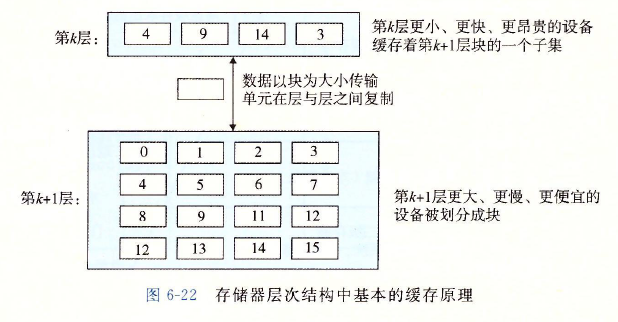 第k层：
4 9 14 3
第k层更小、更快、更昂贵的设备
缓存着第k+1层块的一个子集
数据以块为大小传输
单元在层与层之间复制
第k+1层：
0 1 2 3
4 5 6 7
8 9 11 12
12 13 14 15
第k+1层更大、更慢、更便宜的
设备被划分成块
图 6-22 存储器层次结构中基本的缓存原理